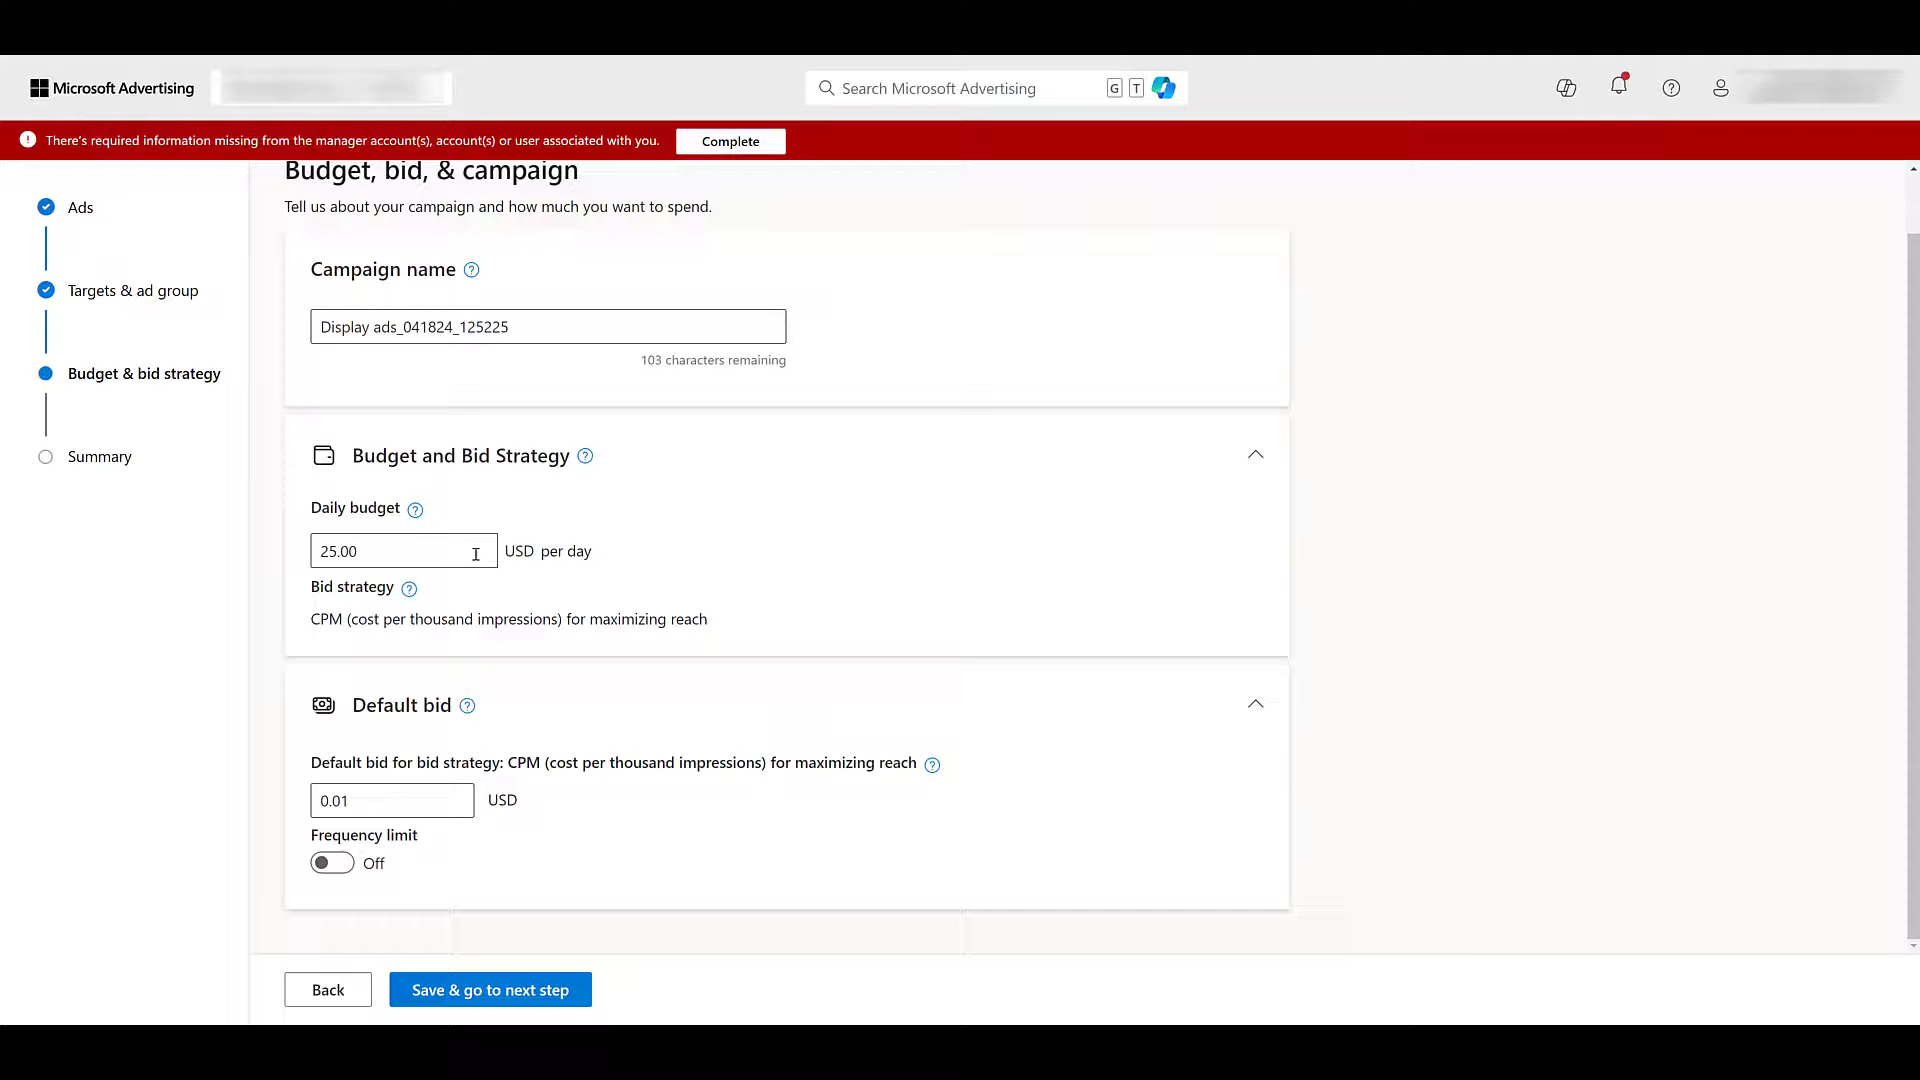 Microsoft Advertising
Search Microsoft Advertising
G T
There's required information missing from the manager account(s), account(s) or user associated with you.
Complete
Ads
Targets & ad group
Budget & bid strategy
Summary
Budget, bid, & campaign
Tell us about your campaign and how much you want to spend.
Campaign name
Display ads_041824_125225
103 characters remaining
Budget and Bid Strategy
Daily budget
25.00 USD per day
Bid strategy
CPM (cost per thousand impressions) for maximizing reach
Default bid
Default bid for bid strategy: CPM (cost per thousand impressions) for maximizing reach
0.01 USD
Frequency limit
Off
Back
Save & go to next step